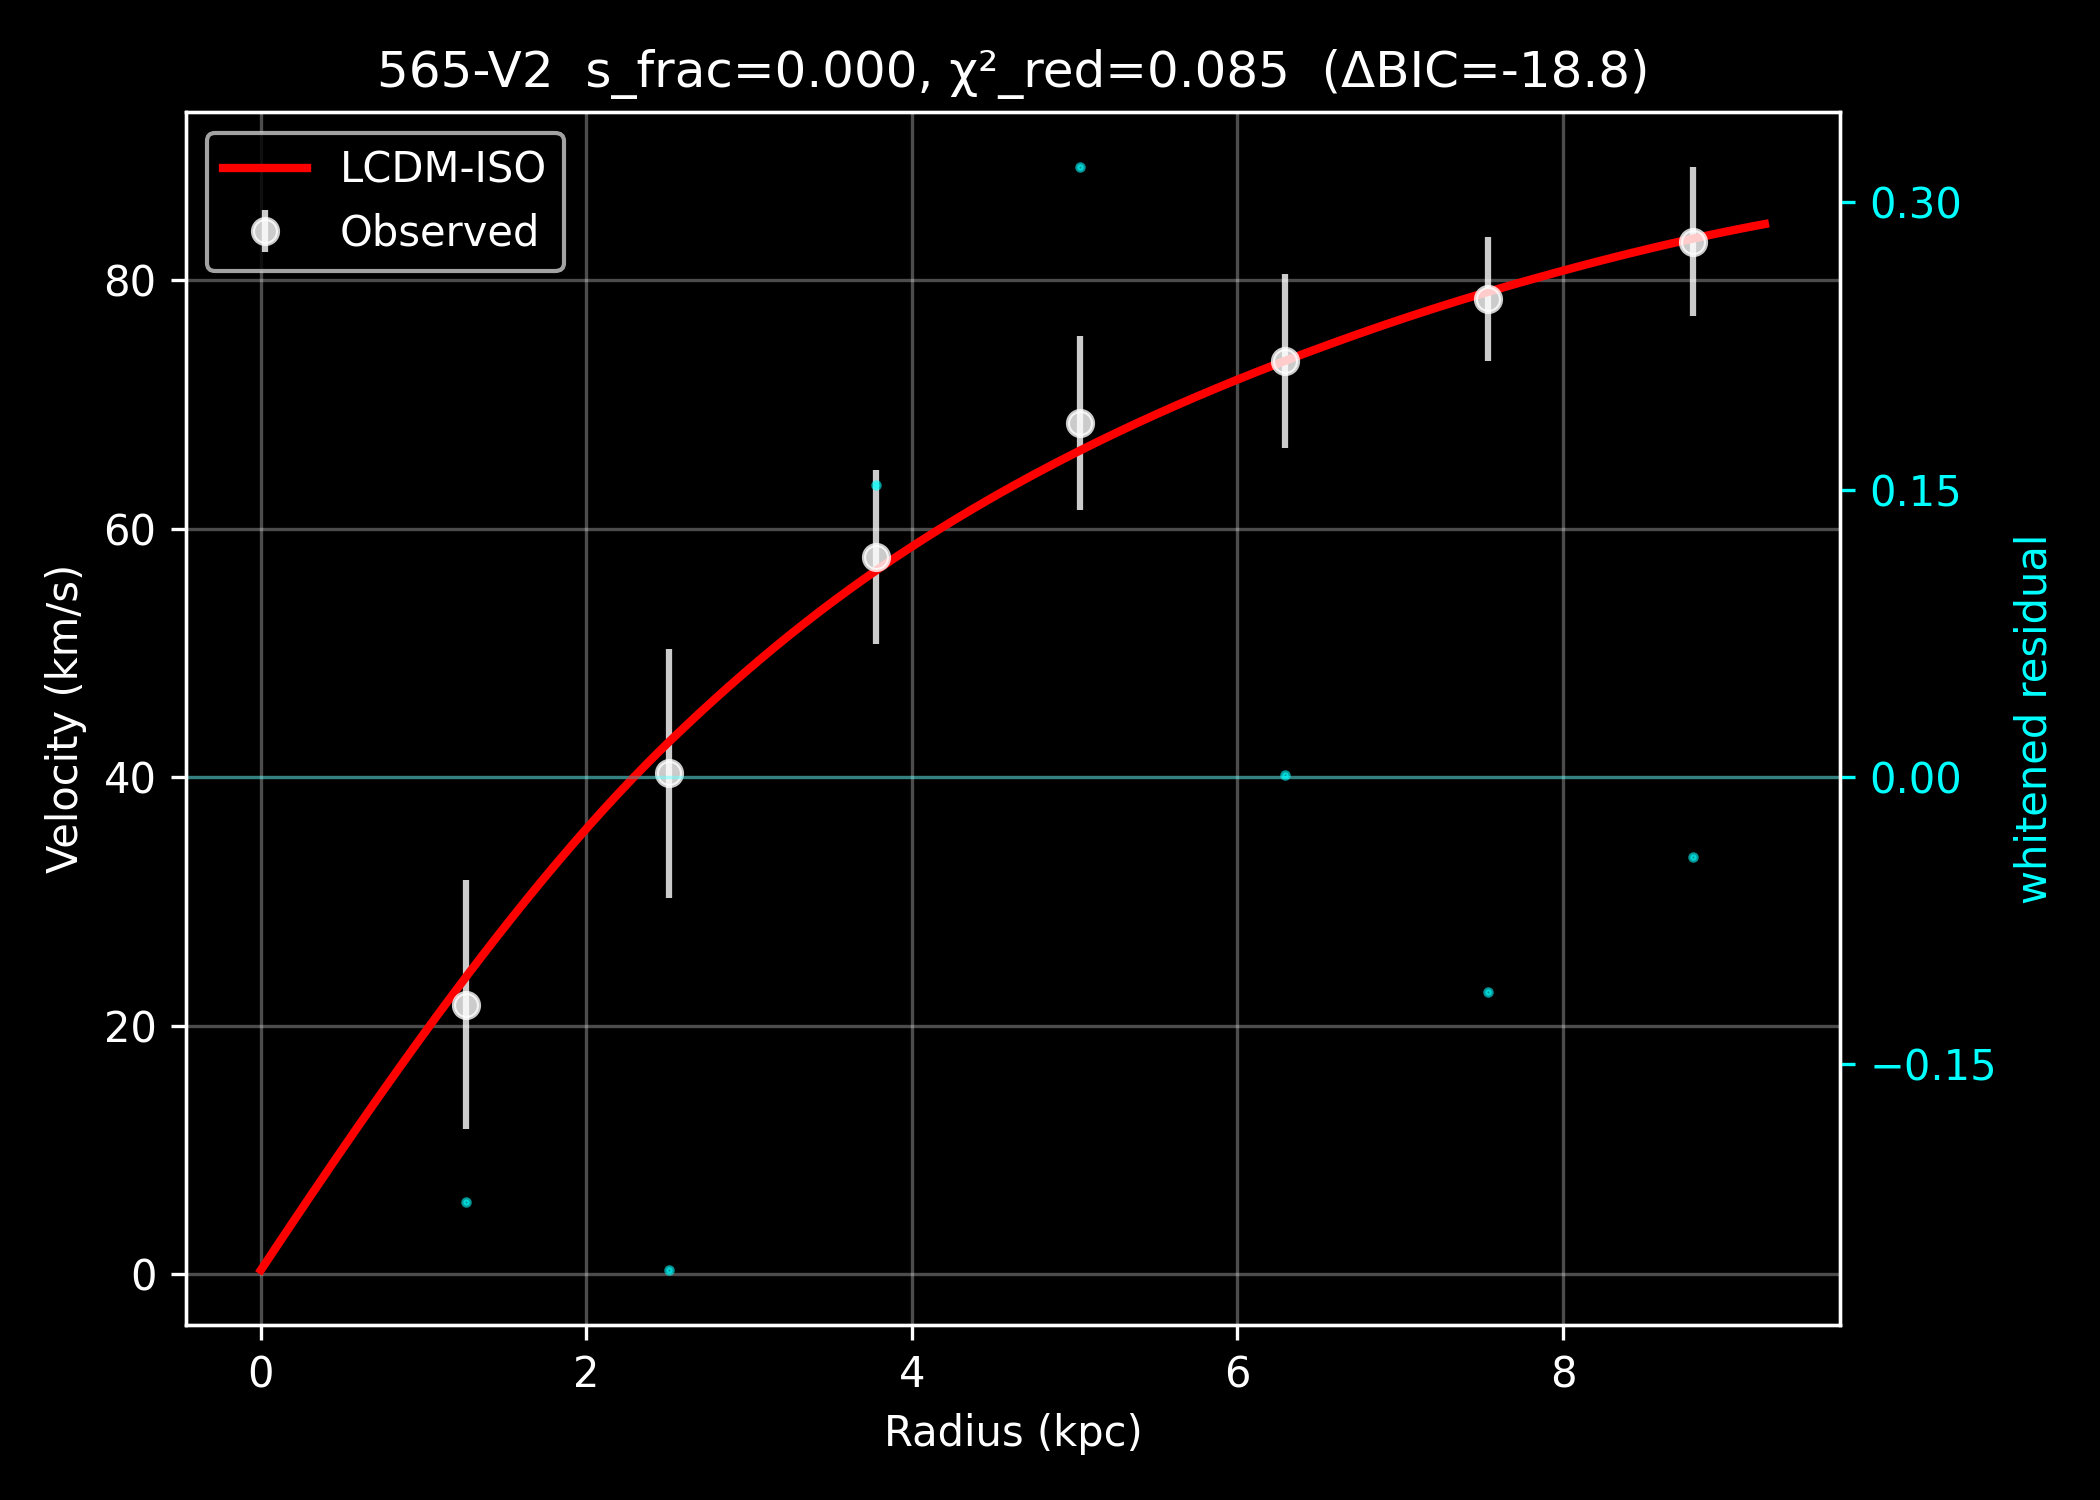 565-V2  s_frac=0.000, χ²_red=0.085  (ΔBIC=-18.8)
LCDM-ISO
Observed
80
60
40
20
0
Velocity (km/s)
0 2 4 6 8
Radius (kpc)
0.30
0.15
0.00
−0.15
whitened residual